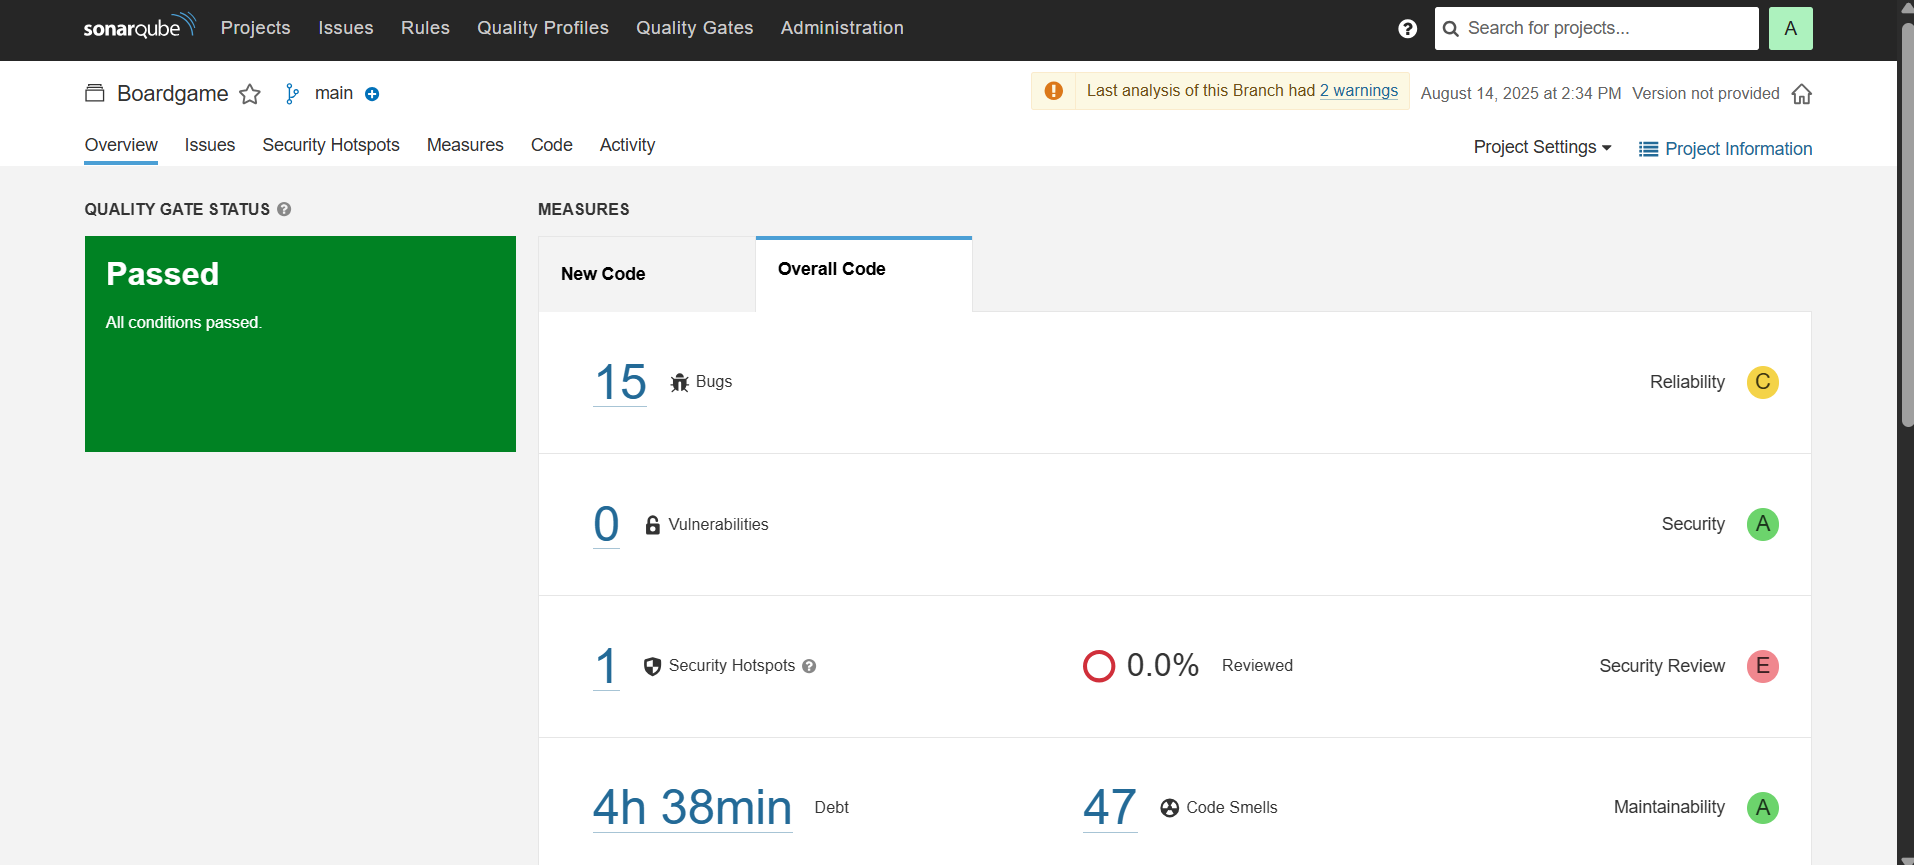 sonarqube Projects Issues Rules Quality Profiles Quality Gates Administration ? Search for projects... A
Boardgame main Last analysis of this Branch had 2 warnings August 14, 2025 at 2:34 PM Version not provided
Overview Issues Security Hotspots Measures Code Activity Project Settings Project Information
QUALITY GATE STATUS ? MEASURES
Passed
All conditions passed.
New Code Overall Code
15 Bugs Reliability C
0 Vulnerabilities Security A
1 Security Hotspots ? 0.0% Reviewed Security Review E
4h 38min Debt 47 Code Smells Maintainability A